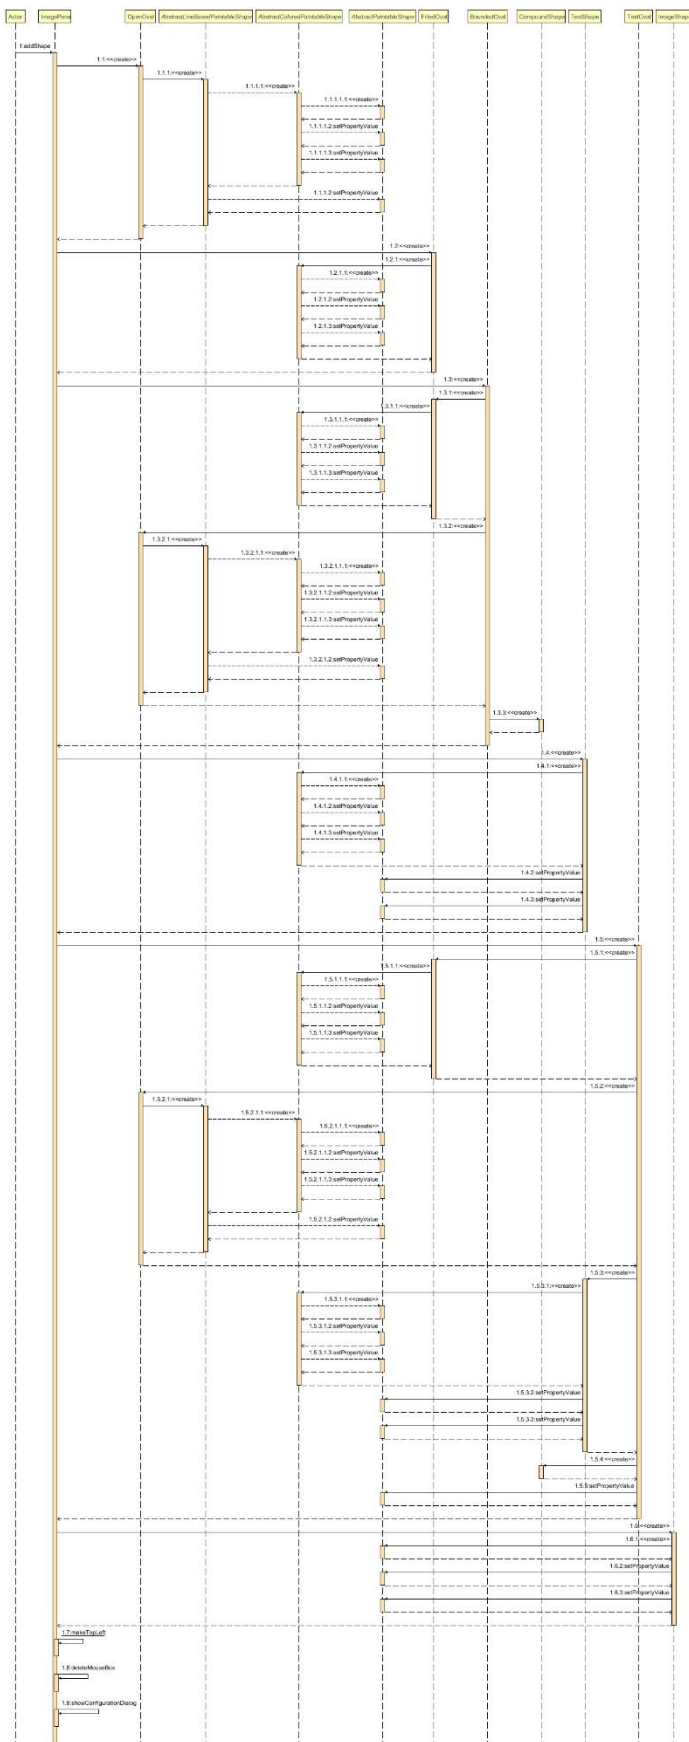 Actor
ImagePane
OpenOval
AbstractLineBasedPaintableShape
AbstractColoredPaintableShape
AbstractPaintableShape
FilledOval
BoundedOval
CompoundShape
TextShape
TextOval
ImageShape
1:addShape
1.1:<<create>>
1.1.1:<<create>>
1.1.1.1:<<create>>
1.1.1.1.1:<<create>>
1.1.1.1.2:setPropertyValue
1.1.1.1.3:setPropertyValue
1.1.1.2:setPropertyValue
1.2:<<create>>
1.2.1:<<create>>
1.2.1.1:<<create>>
1.2.1.2:setPropertyValue
1.2.1.3:setPropertyValue
1.3:<<create>>
1.3.1:<<create>>
1.3.1.1:<<create>>
1.3.1.1.1:<<create>>
1.3.1.1.2:setPropertyValue
1.3.1.1.3:setPropertyValue
1.3.2:<<create>>
1.3.2.1:<<create>>
1.3.2.1.1:<<create>>
1.3.2.1.1.1:<<create>>
1.3.2.1.1.2:setPropertyValue
1.3.2.1.1.3:setPropertyValue
1.3.2.1.2:setPropertyValue
1.3.3:<<create>>
1.4:<<create>>
1.4.1:<<create>>
1.4.1.1:<<create>>
1.4.1.2:setPropertyValue
1.4.1.3:setPropertyValue
1.4.2:setPropertyValue
1.4.3:setPropertyValue
1.5:<<create>>
1.5.1:<<create>>
1.5.1.1:<<create>>
1.5.1.1.1:<<create>>
1.5.1.1.2:setPropertyValue
1.5.1.1.3:setPropertyValue
1.5.2:<<create>>
1.5.2.1:<<create>>
1.5.2.1.1:<<create>>
1.5.2.1.1.1:<<create>>
1.5.2.1.1.2:setPropertyValue
1.5.2.1.1.3:setPropertyValue
1.5.2.1.2:setPropertyValue
1.5.3:<<create>>
1.5.3.1:<<create>>
1.5.3.1.1:<<create>>
1.5.3.1.2:setPropertyValue
1.5.3.1.3:setPropertyValue
1.5.3.2:setPropertyValue
1.5.3.3:setPropertyValue
1.5.4:<<create>>
1.5.5:setPropertyValue
1.6:<<create>>
1.6.1:<<create>>
1.6.2:setPropertyValue
1.6.3:setPropertyValue
1.7:makeTopLeft
1.8:deleteMouseBox
1.9:showConfigurationDialog